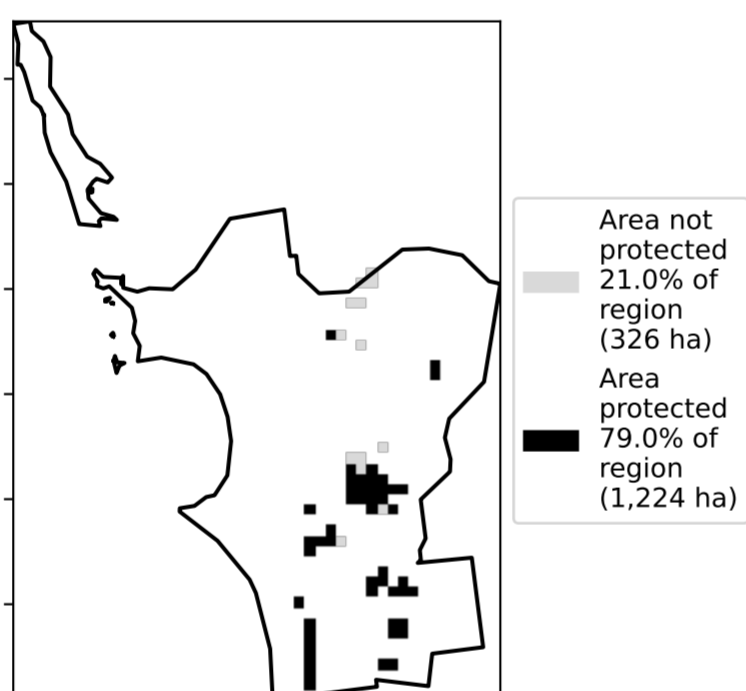 Area not
protected
21.0% of
region
(326 ha)
Area
protected
79.0% of
region
(1,224 ha)